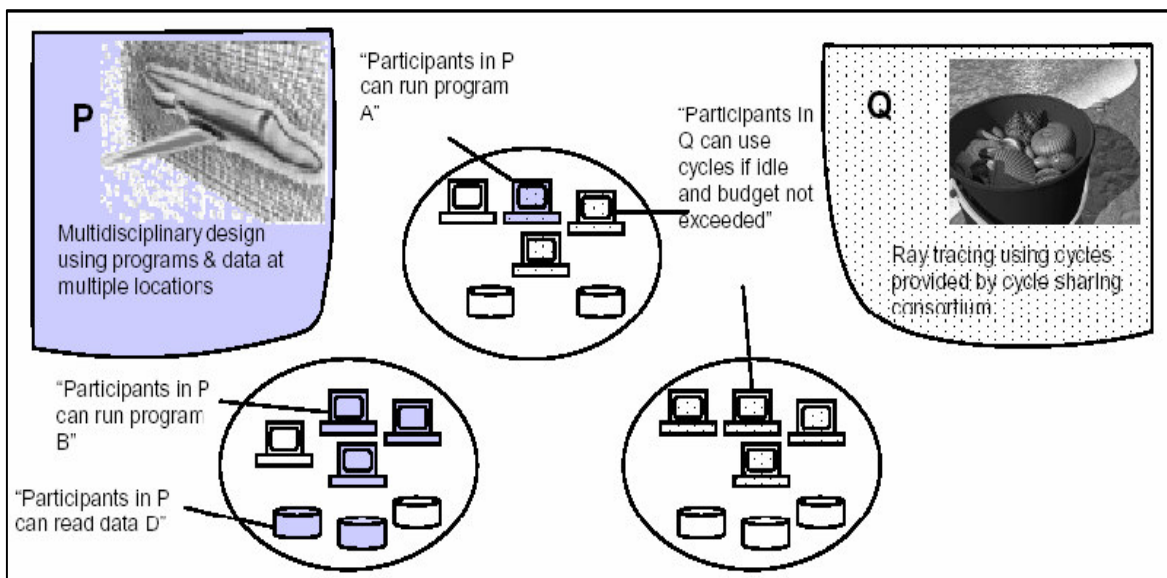 P
Multidisciplinary design
using programs & data at
multiple locations
“Participants in P
can run program
A”
“Participants in
Q can use
cycles if idle
and budget not
exceeded”
Q
Ray tracing using cycles
provided by cycle sharing
consortium
“Participants in P
can run program
B”
“Participants in P
can read data D”